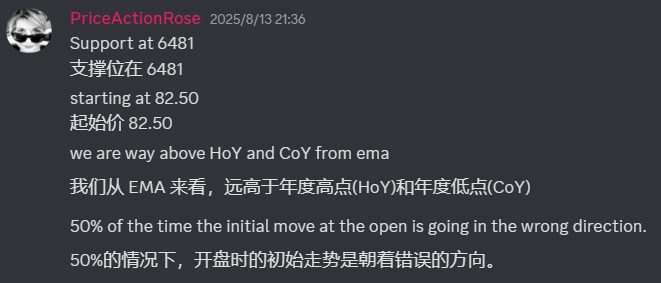 PriceActionRose 2025/8/13 21:36
Support at 6481
支撑位在 6481
starting at 82.50
起始价 82.50
we are way above HoY and CoY from ema
我们从 EMA 来看，远高于年度高点(HoY)和年度低点(CoY)
50% of the time the initial move at the open is going in the wrong direction.
50%的情况下，开盘时的初始走势是朝着错误的方向。